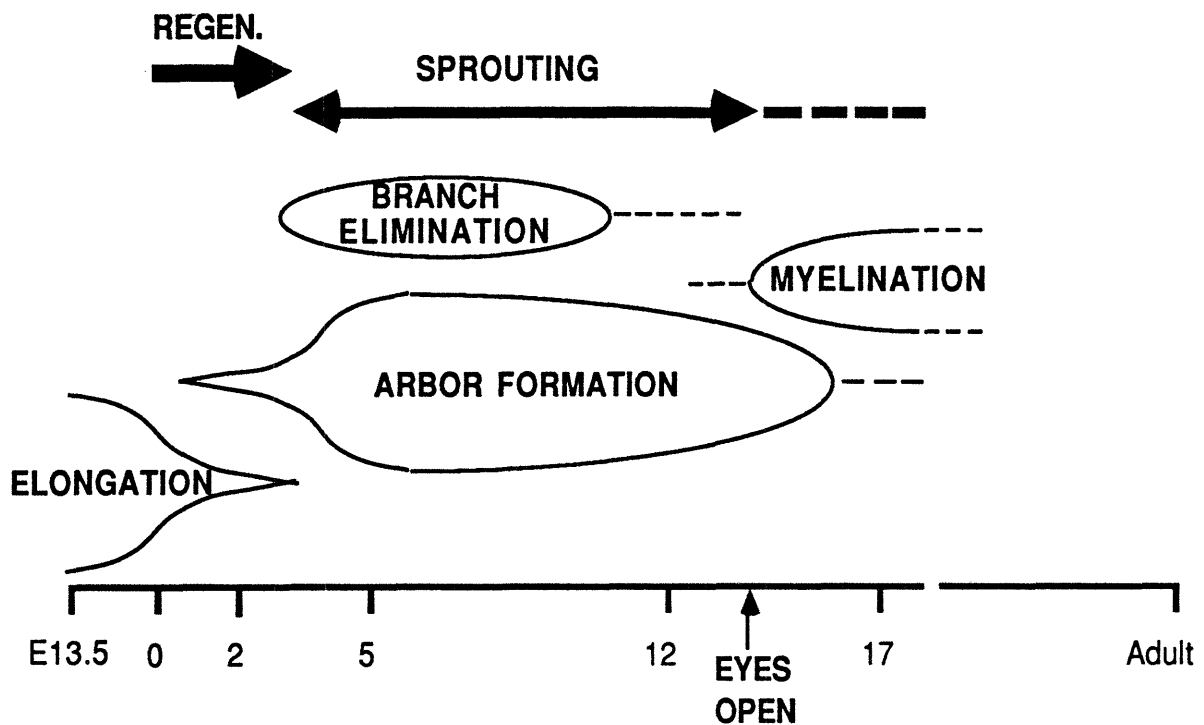 REGEN.
SPROUTING
BRANCH
ELIMINATION
MYELINATION
ARBOR FORMATION
ELONGATION
E13.5 0 2 5 12 17 Adult
EYES
OPEN